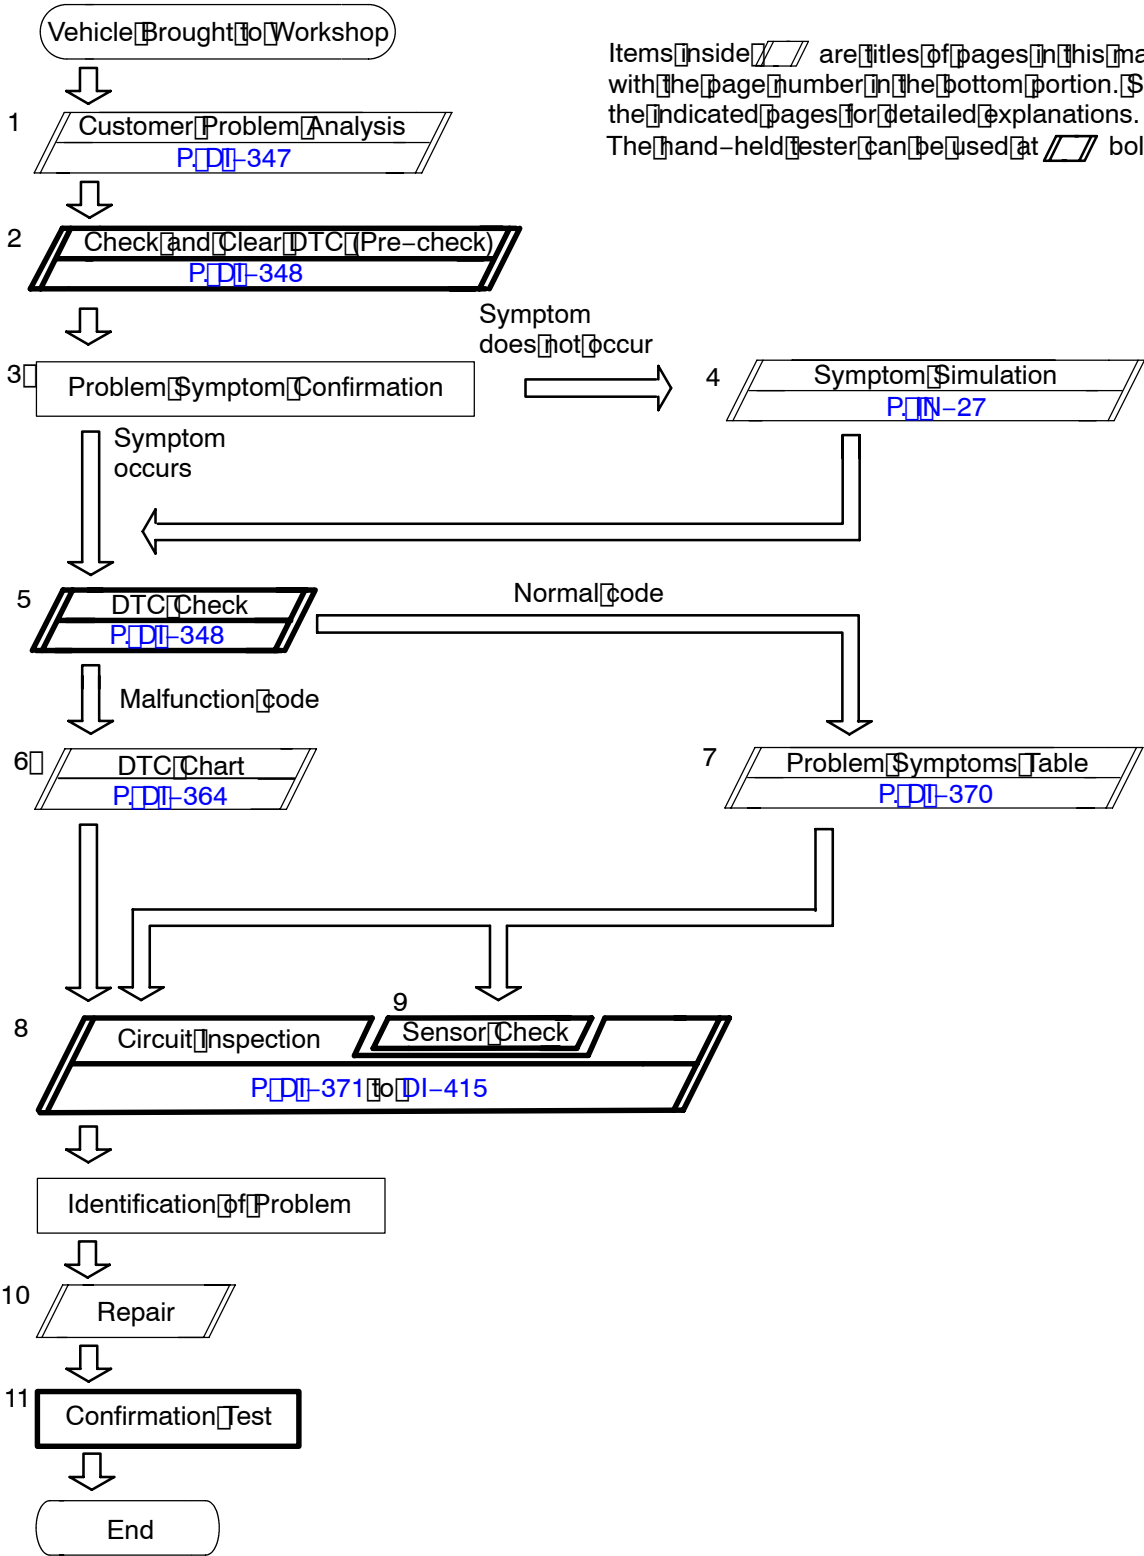 Vehicle Brought to Workshop
Items inside are titles of pages in this
with the page number in the bottom portion.
the indicated pages for detailed explanations.
The hand−held tester can be used at
1
Customer Problem Analysis
P. DI−347
2
Check and Clear DTC (Pre−check)
P. DI−348
Symptom
does not occur
3
Problem Symptom Confirmation
4
Symptom Simulation
P. IN−27
Symptom
occurs
5
DTC Check
P. DI−348
Normal code
Malfunction code
6
DTC Chart
P. DI−364
7
Problem Symptoms Table
P. DI−370
8
Circuit Inspection
9
Sensor Check
P. DI−371 to DI−415
Identification of Problem
10
Repair
11
Confirmation Test
End